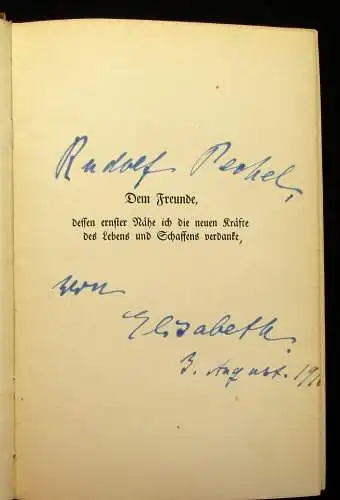 Rudolf Pechel,
Dem Freunde,
dessen ernster Nähe ich die neuen Kräfte
des Lebens und Schaffens verdanke,
von
Elisabeth.
3. August.